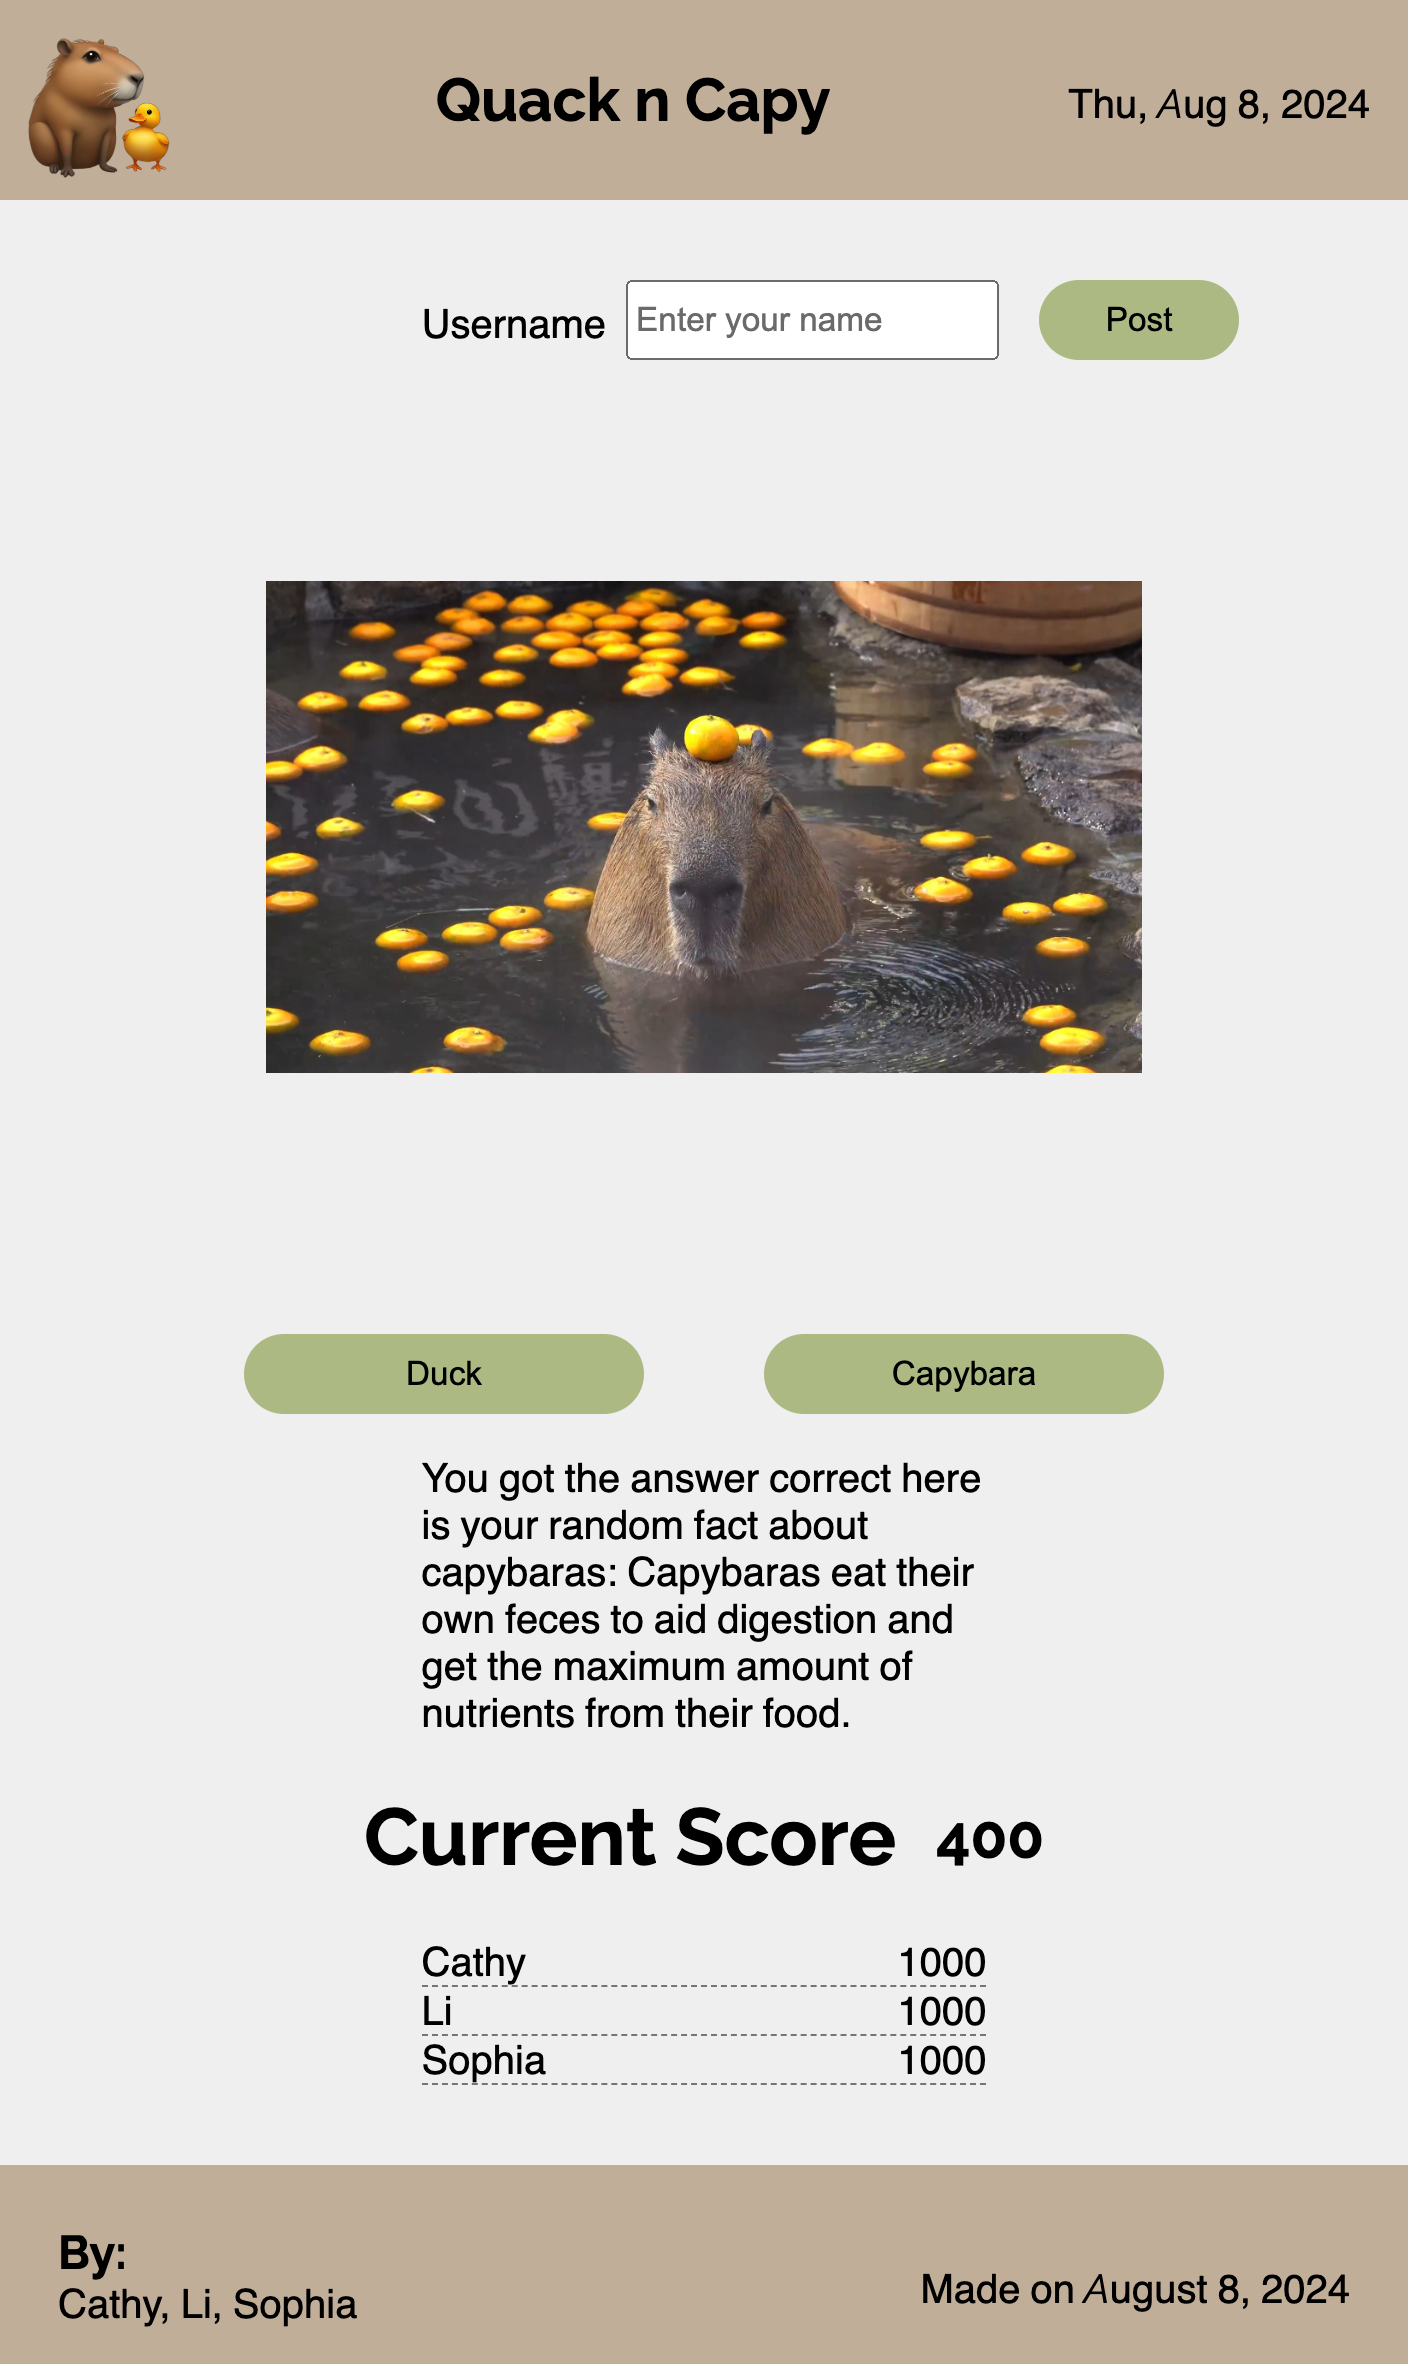 Quack n Capy
Thu, Aug 8, 2024
Username
Enter your name
Post
Duck
Capybara
You got the answer correct here
is your random fact about
capybaras: Capybaras eat their
own feces to aid digestion and
get the maximum amount of
nutrients from their food.
Current Score 400
Cathy 1000
Li 1000
Sophia 1000
By:
Cathy, Li, Sophia
Made on August 8, 2024